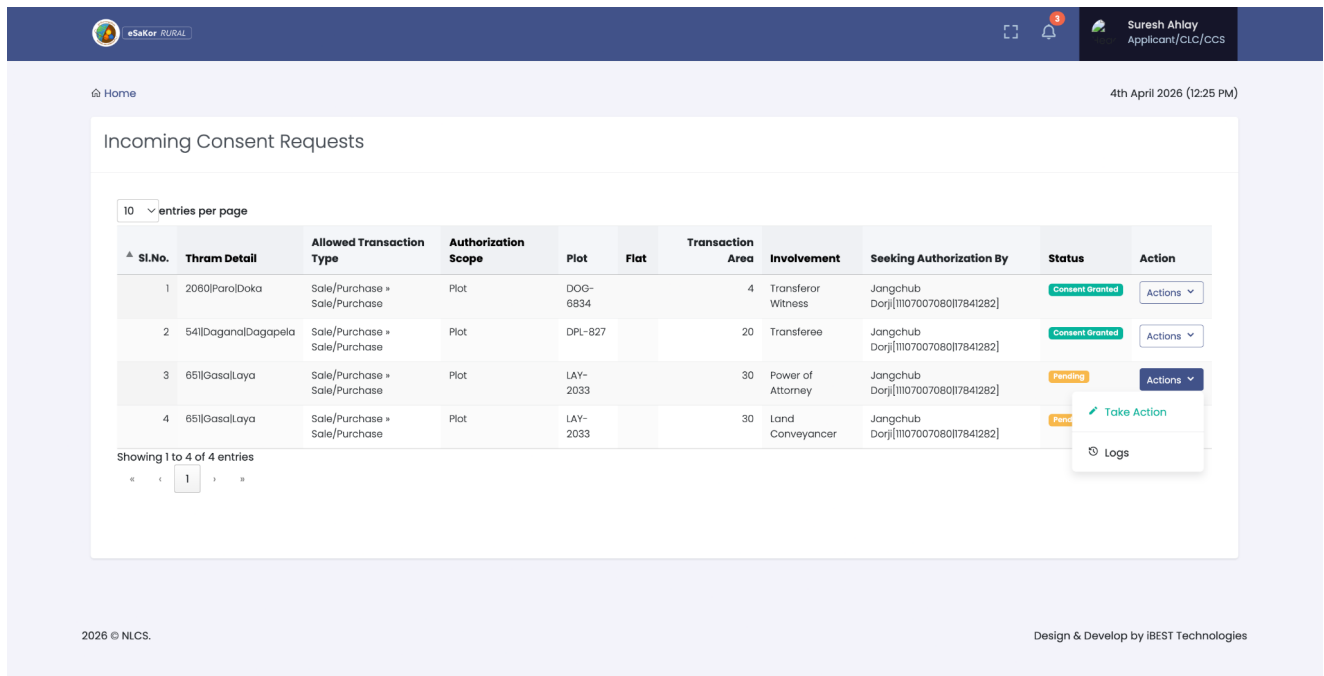 eSaKor RURAL
3
Suresh Ahlay
Applicant/CLC/CCS
Home
4th April 2026 (12:25 PM)
Incoming Consent Requests
10 entries per page
Sl.No. Thram Detail Allowed Transaction Type Authorization Scope Plot Flat Transaction Area Involvement Seeking Authorization By Status Action
1 2060|Paro|Doka Sale/Purchase » Sale/Purchase Plot DOG-6834 4 Transferor Witness Jangchub Dorji[11107007080|17841282] Consent Granted Actions
2 541|Dagana|Dagapela Sale/Purchase » Sale/Purchase Plot DPL-827 20 Transferee Jangchub Dorji[11107007080|17841282] Consent Granted Actions
3 651|Gasa|Laya Sale/Purchase » Sale/Purchase Plot LAY-2033 30 Power of Attorney Jangchub Dorji[11107007080|17841282] Pending Actions
4 651|Gasa|Laya Sale/Purchase » Sale/Purchase Plot LAY-2033 30 Land Conveyancer Jangchub Dorji[11107007080|17841282]
Take Action
Logs
Showing 1 to 4 of 4 entries
« ‹ 1 › »
2026 © NLCS.
Design & Develop by iBEST Technologies